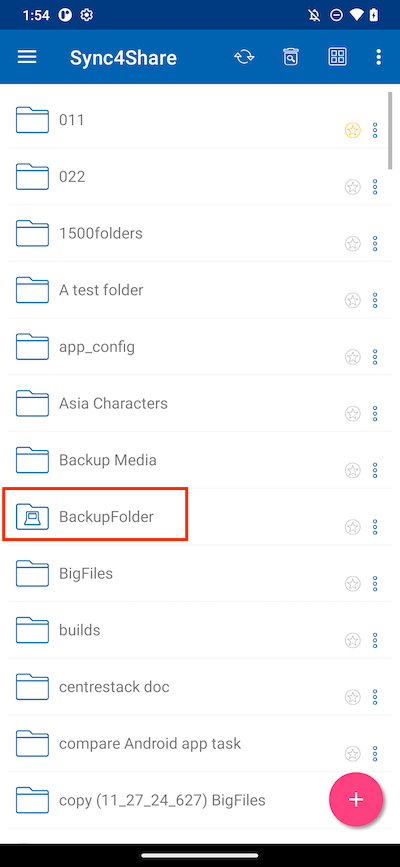 1:54
Sync4Share
011
022
1500folders
A test folder
app_config
Asia Characters
Backup Media
BackupFolder
BigFiles
builds
centrestack doc
compare Android app task
copy (11_27_24_627) BigFiles